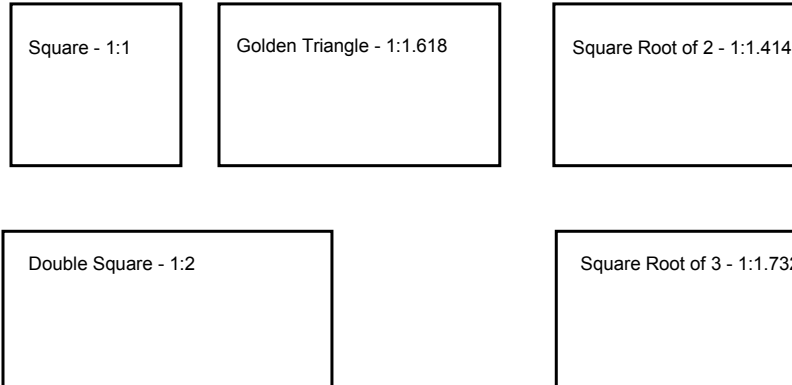 Square - 1:1
Golden Triangle - 1:1.618
Square Root of 2 - 1:1.414
Double Square - 1:2
Square Root of 3 - 1:1.732